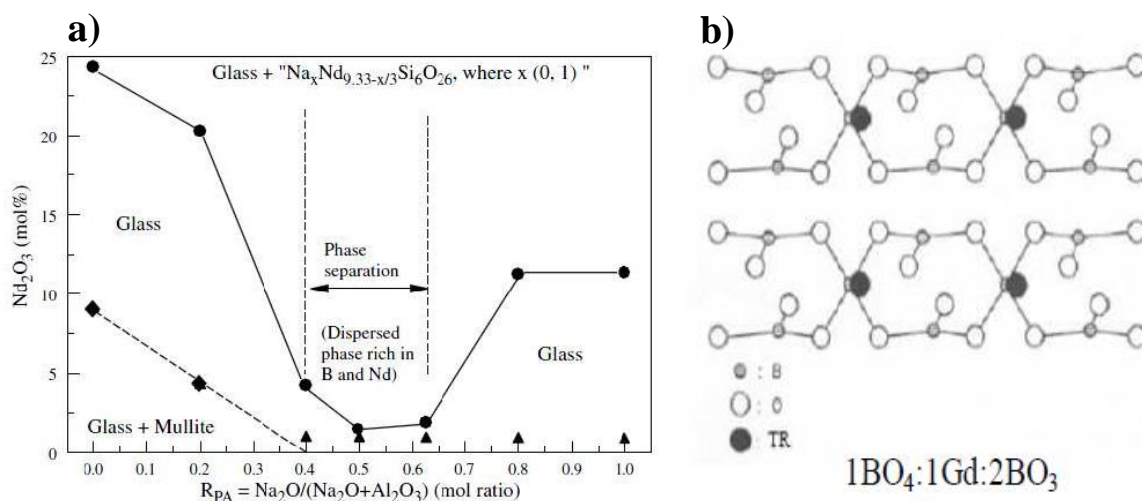 a)
25
20
15
10
5
0
Nd₂O₃ (mol%)
Glass + "NaₓNd₉.₃₃₋ₓ/₃Si₆O₂₆, where x (0, 1) "
Glass
Phase
separation
(Dispersed
phase rich in
B and Nd)
Glass
Glass + Mullite
0.0 0.1 0.2 0.3 0.4 0.5 0.6 0.7 0.8 0.9 1.0
R_PA = Na₂O/(Na₂O+Al₂O₃) (mol ratio)
b)
: B
: O
TR
1BO₄:1Gd:2BO₃